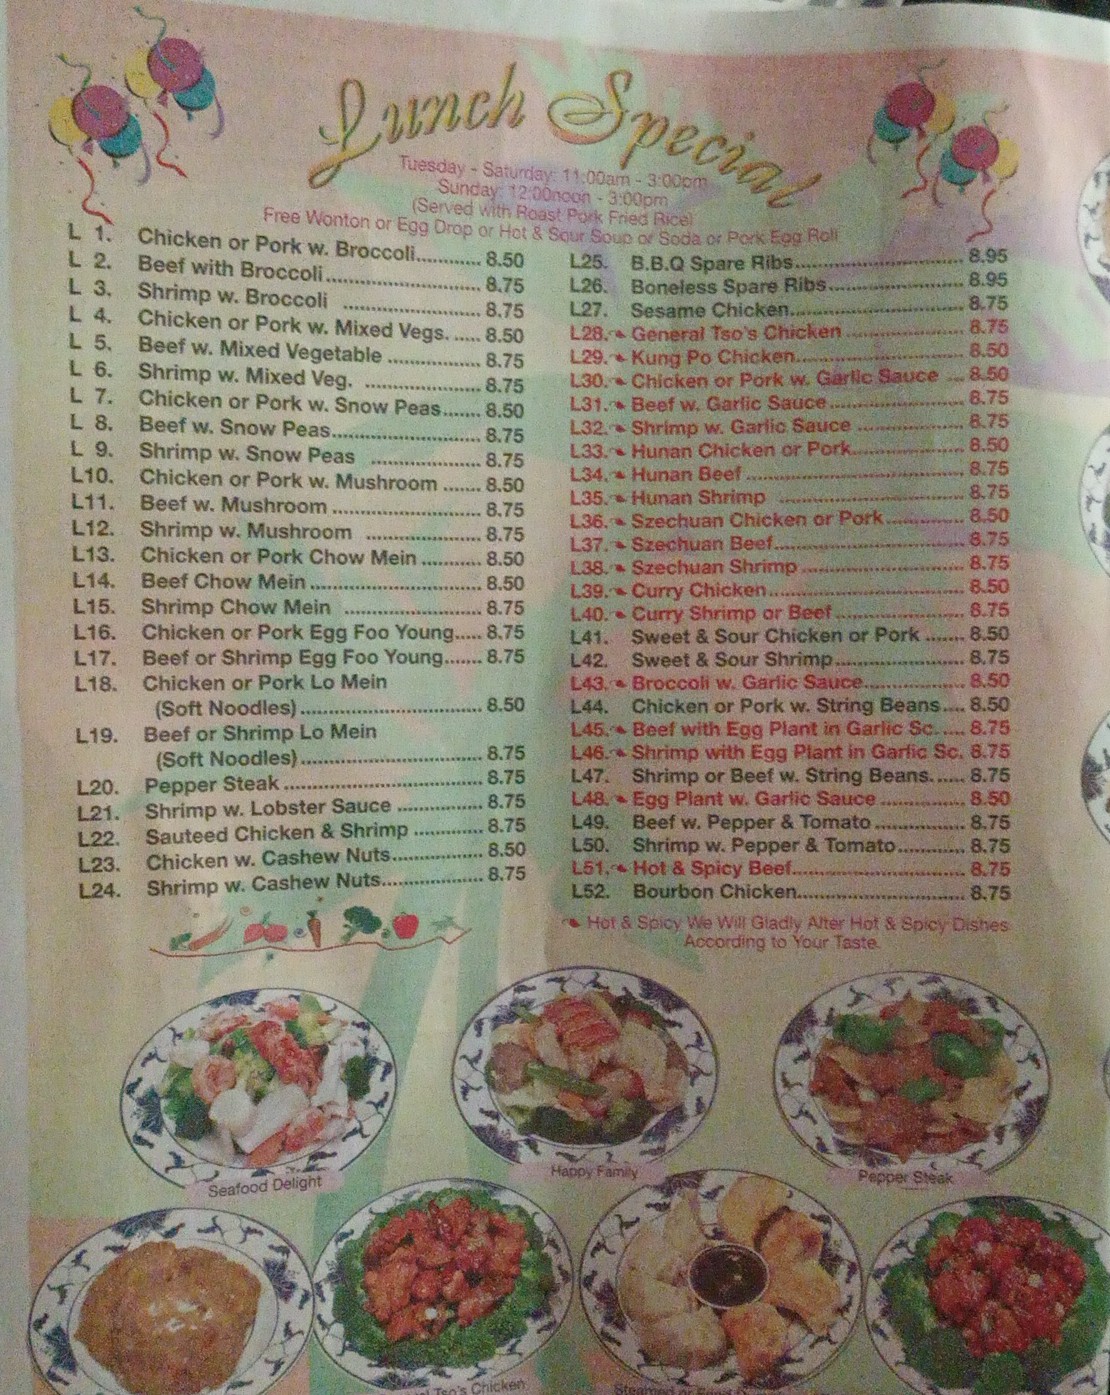 Lunch Special
Tuesday - Saturday: 11:00am - 3:00pm
Sunday: 12:00noon - 3:00pm
(Served with Roast Pork Fried Rice)
Free Wonton or Egg Drop or Hot & Sour Soup or Soda or Pork Egg Roll
L 1. Chicken or Pork w. Broccoli............ 8.50
L 2. Beef with Broccoli............................. 8.75
L 3. Shrimp w. Broccoli .......................... 8.75
L 4. Chicken or Pork w. Mixed Vegs. ..... 8.50
L 5. Beef w. Mixed Vegetable ................. 8.75
L 6. Shrimp w. Mixed Veg. ..................... 8.75
L 7. Chicken or Pork w. Snow Peas....... 8.50
L 8. Beef w. Snow Peas............................ 8.75
L 9. Shrimp w. Snow Peas ..................... 8.75
L10. Chicken or Pork w. Mushroom ....... 8.50
L11. Beef w. Mushroom ............................ 8.75
L12. Shrimp w. Mushroom ...................... 8.75
L13. Chicken or Pork Chow Mein ........... 8.50
L14. Beef Chow Mein ................................ 8.50
L15. Shrimp Chow Mein .......................... 8.75
L16. Chicken or Pork Egg Foo Young..... 8.75
L17. Beef or Shrimp Egg Foo Young....... 8.75
L18. Chicken or Pork Lo Mein
(Soft Noodles) .................................. 8.50
L19. Beef or Shrimp Lo Mein
(Soft Noodles) .................................. 8.75
L20. Pepper Steak ..................................... 8.75
L21. Shrimp w. Lobster Sauce ................ 8.75
L22. Sauteed Chicken & Shrimp ............. 8.75
L23. Chicken w. Cashew Nuts................. 8.50
L24. Shrimp w. Cashew Nuts................... 8.75
L25. B.B.Q Spare Ribs................................ 8.95
L26. Boneless Spare Ribs......................... 8.95
L27. Sesame Chicken................................. 8.75
L28. General Tso's Chicken ...................... 8.75
L29. Kung Po Chicken................................ 8.50
L30. Chicken or Pork w. Garlic Sauce ... 8.50
L31. Beef w. Garlic Sauce......................... 8.75
L32. Shrimp w. Garlic Sauce .................... 8.75
L33. Hunan Chicken or Pork..................... 8.50
L34. Hunan Beef......................................... 8.75
L35. Hunan Shrimp ................................... 8.75
L36. Szechuan Chicken or Pork.............. 8.50
L37. Szechuan Beef................................... 8.75
L38. Szechuan Shrimp .............................. 8.75
L39. Curry Chicken.................................... 8.50
L40. Curry Shrimp or Beef........................ 8.75
L41. Sweet & Sour Chicken or Pork ....... 8.50
L42. Sweet & Sour Shrimp........................ 8.75
L43. Broccoli w. Garlic Sauce................... 8.50
L44. Chicken or Pork w. String Beans.... 8.50
L45. Beef with Egg Plant in Garlic Sc. .... 8.75
L46. Shrimp with Egg Plant in Garlic Sc. 8.75
L47. Shrimp or Beef w. String Beans...... 8.75
L48. Egg Plant w. Garlic Sauce ............... 8.50
L49. Beef w. Pepper & Tomato ................ 8.75
L50. Shrimp w. Pepper & Tomato............ 8.75
L51. Hot & Spicy Beef................................ 8.75
L52. Bourbon Chicken............................... 8.75
Hot & Spicy We Will Gladly Alter Hot & Spicy Dishes
According to Your Taste.
Seafood Delight
Happy Family
Pepper Steak
Tso's Chicken
Steamed or